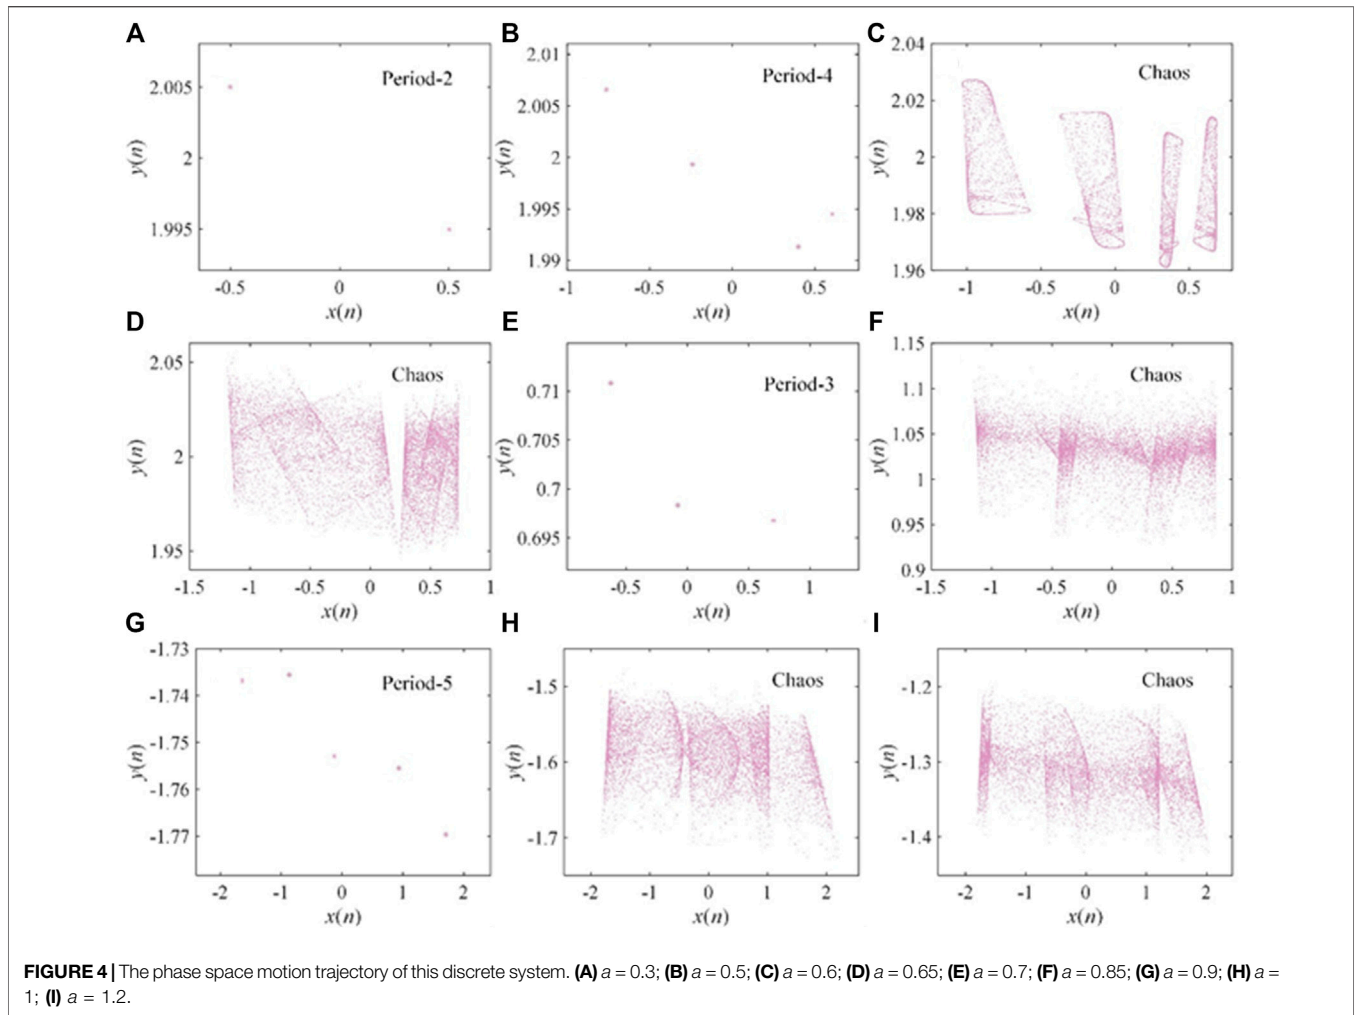 A
2.005
2
1.995
y(n)
Period-2
-0.5 0 0.5
x(n)
B
2.01
2.005
2
1.995
1.99
y(n)
Period-4
-1 -0.5 0 0.5
x(n)
C
2.04
2.02
2
1.98
1.96
y(n)
Chaos
-1 -0.5 0 0.5
x(n)
D
2.05
2
1.95
y(n)
Chaos
-1.5 -1 -0.5 0 0.5 1
x(n)
E
0.71
0.705
0.7
0.695
y(n)
Period-3
-0.5 0 0.5 1
x(n)
F
1.15
1.1
1.05
1
0.95
0.9
y(n)
Chaos
-1.5 -1 -0.5 0 0.5 1
x(n)
G
-1.73
-1.74
-1.75
-1.76
-1.77
y(n)
Period-5
-2 -1 0 1 2
x(n)
H
-1.5
-1.6
-1.7
y(n)
Chaos
-2 -1 0 1 2
x(n)
I
-1.2
-1.3
-1.4
y(n)
Chaos
-2 -1 0 1 2
x(n)
FIGURE 4 | The phase space motion trajectory of this discrete system. (A) a = 0.3; (B) a = 0.5; (C) a = 0.6; (D) a = 0.65; (E) a = 0.7; (F) a = 0.85; (G) a = 0.9; (H) a =
1; (I) a = 1.2.